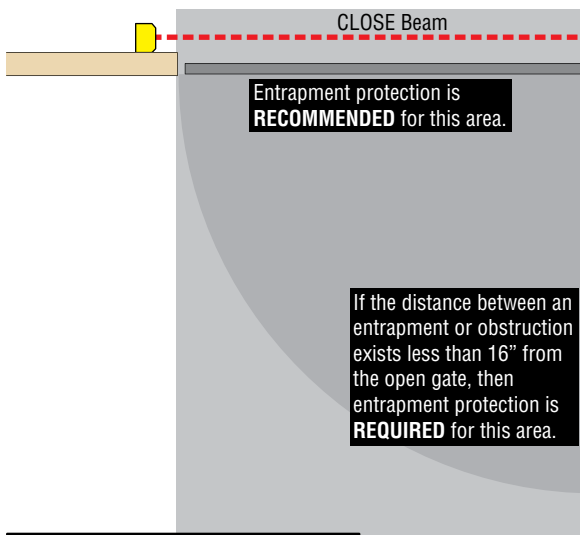 CLOSE Beam
Entrapment protection is
RECOMMENDED for this area.
If the distance between an
entrapment or obstruction
exists less than 16” from
the open gate, then
entrapment protection is
REQUIRED for this area.